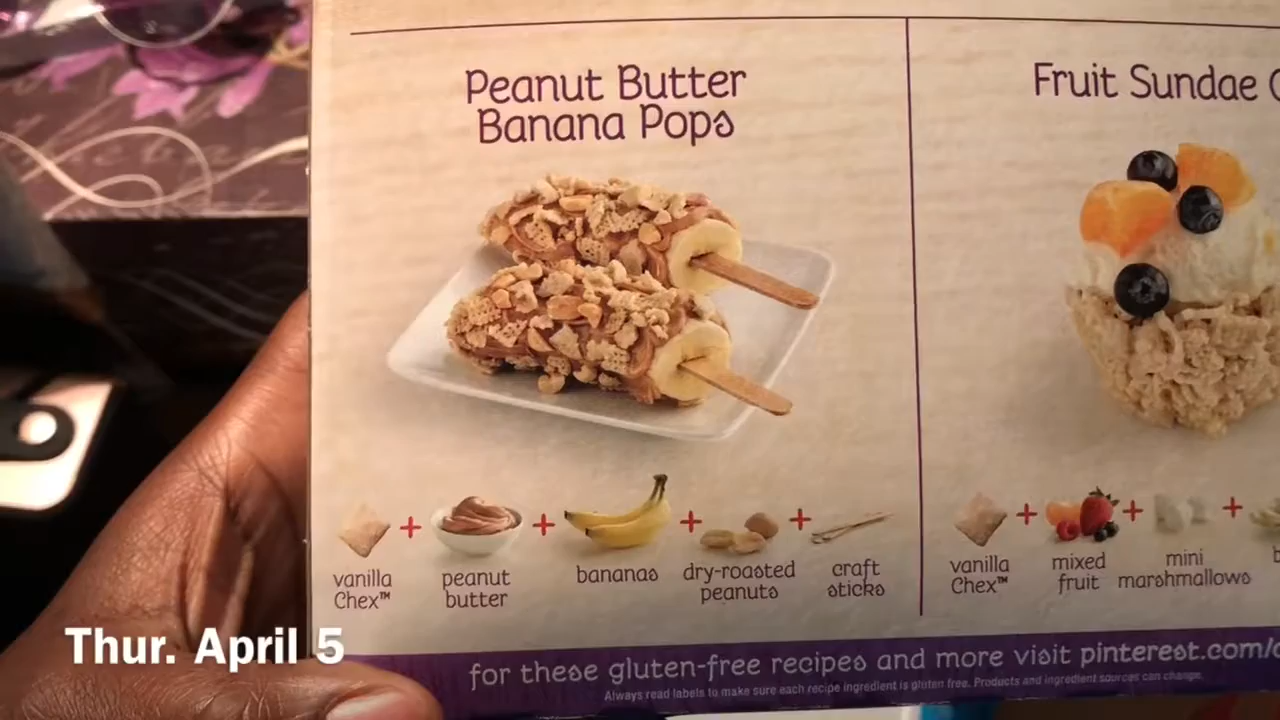 Peanut Butter
Banana Pops
Fruit Sundae
vanilla
Chex™
+
peanut
butter
+
bananas
+
dry-roasted
peanuts
+
craft
sticks
vanilla
Chex™
+
mixed
fruit
+
mini
marshmallows
+
for these gluten-free recipes and more visit pinterest.com/
Always read labels to make sure each recipe ingredient is gluten free. Products and ingredient sources can change.
Thur. April 5